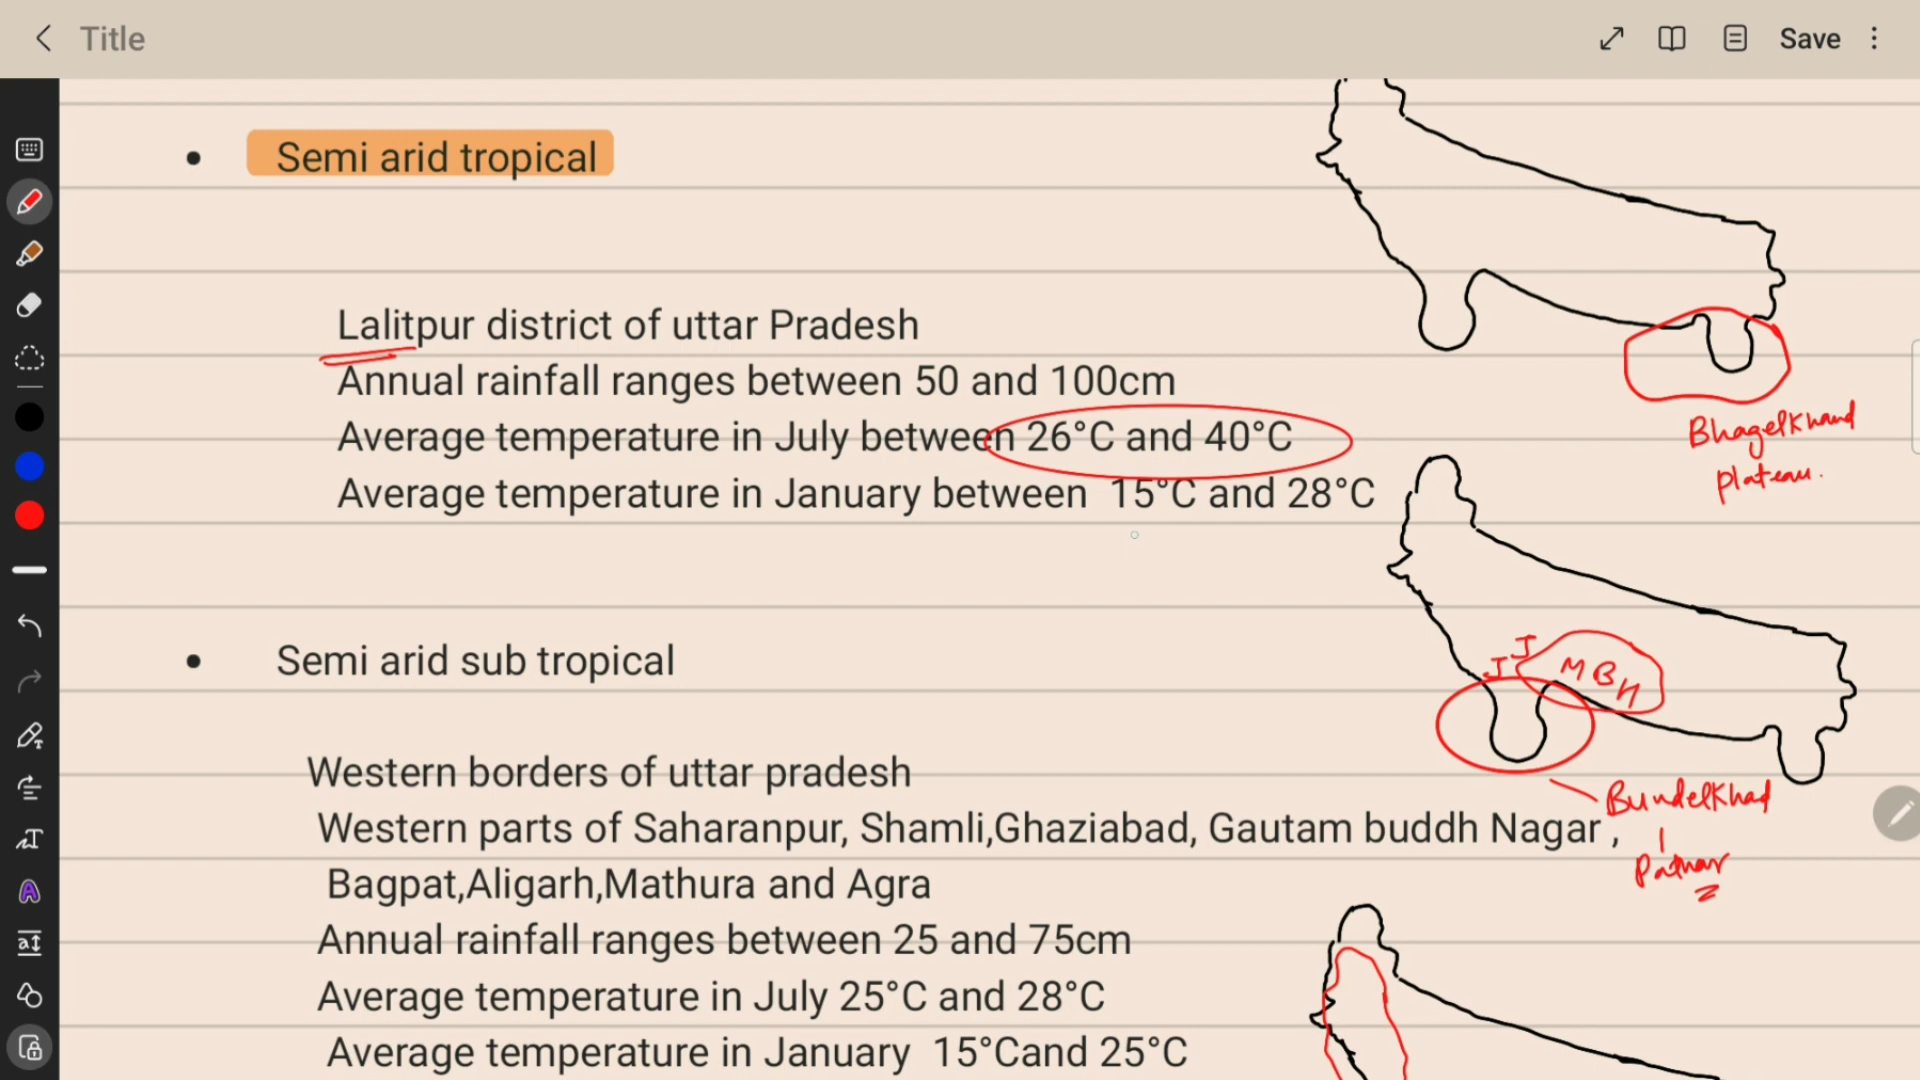 Title
Save
Semi arid tropical
Lalitpur district of uttar Pradesh
Annual rainfall ranges between 50 and 100cm
Average temperature in July between 26°C and 40°C
Average temperature in January between 15°C and 28°C
Bhagelkhand
plateau.
Semi arid sub tropical
J J M B H
Western borders of uttar pradesh
Western parts of Saharanpur, Shamli,Ghaziabad, Gautam buddh Nagar ,
Bagpat,Aligarh,Mathura and Agra
Bundelkhad
Annual rainfall ranges between 25 and 75cm
Average temperature in July 25°C and 28°C
Average temperature in January 15°Cand 25°C